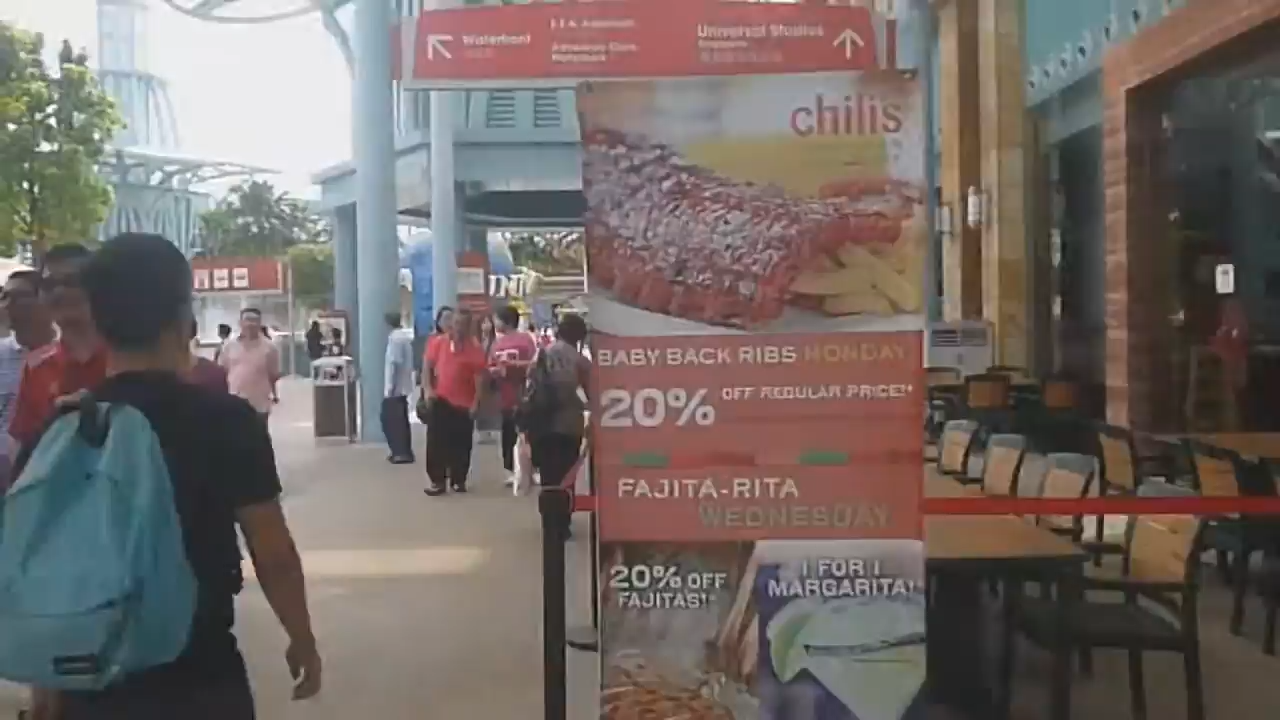 Waterfront
Universal Studios
Singapore
chilis
BABY BACK RIBS MONDAY
20% OFF REGULAR PRICE!*
FAJITA-RITA
WEDNESDAY
20% OFF
FAJITAS!*
1 FOR 1
MARGARITA!*